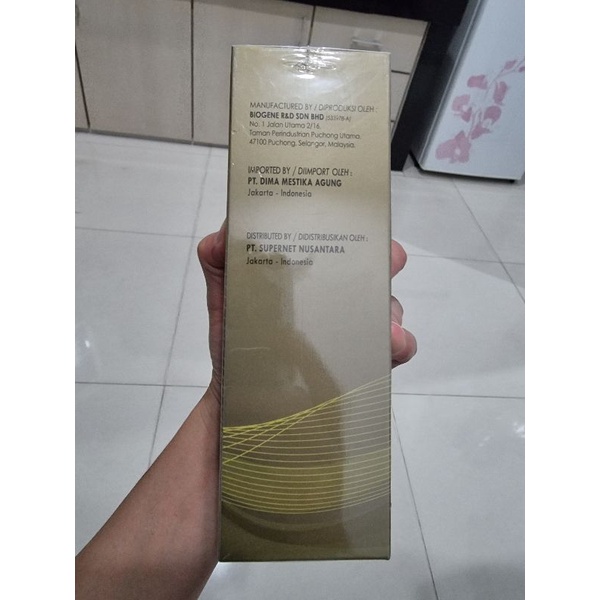 MANUFACTURED BY / DIPRODUKSI OLEH :
BIOGENE R&D SDN BHD (533978-A)
No. 1 Jalan Utama 2/16,
Taman Perindustrian Puchong Utama,
47100 Puchong, Selangor, Malaysia.
IMPORTED BY / DIIMPORT OLEH :
PT. DIMA MESTIKA AGUNG
Jakarta - Indonesia
DISTRIBUTED BY / DIDISTRIBUSIKAN OLEH :
PT. SUPERNET NUSANTARA
Jakarta - Indonesia